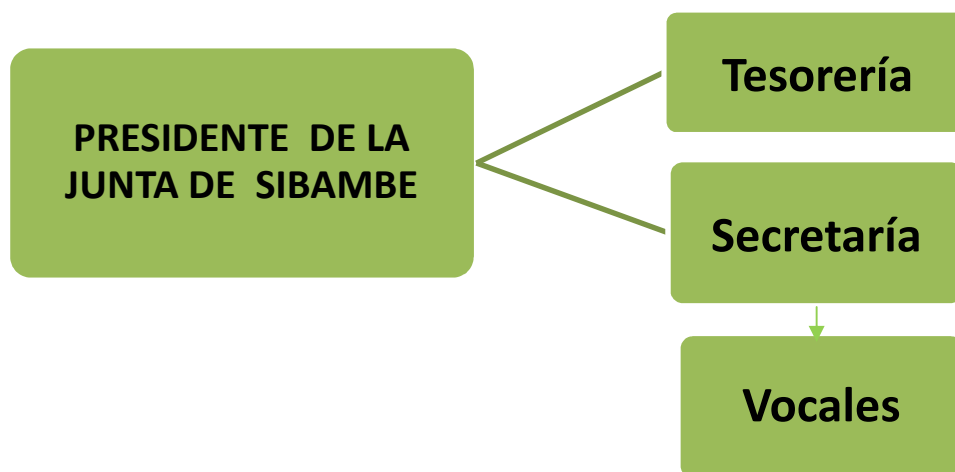 PRESIDENTE DE LA
JUNTA DE SIBAMBE
Tesorería
Secretaría
Vocales